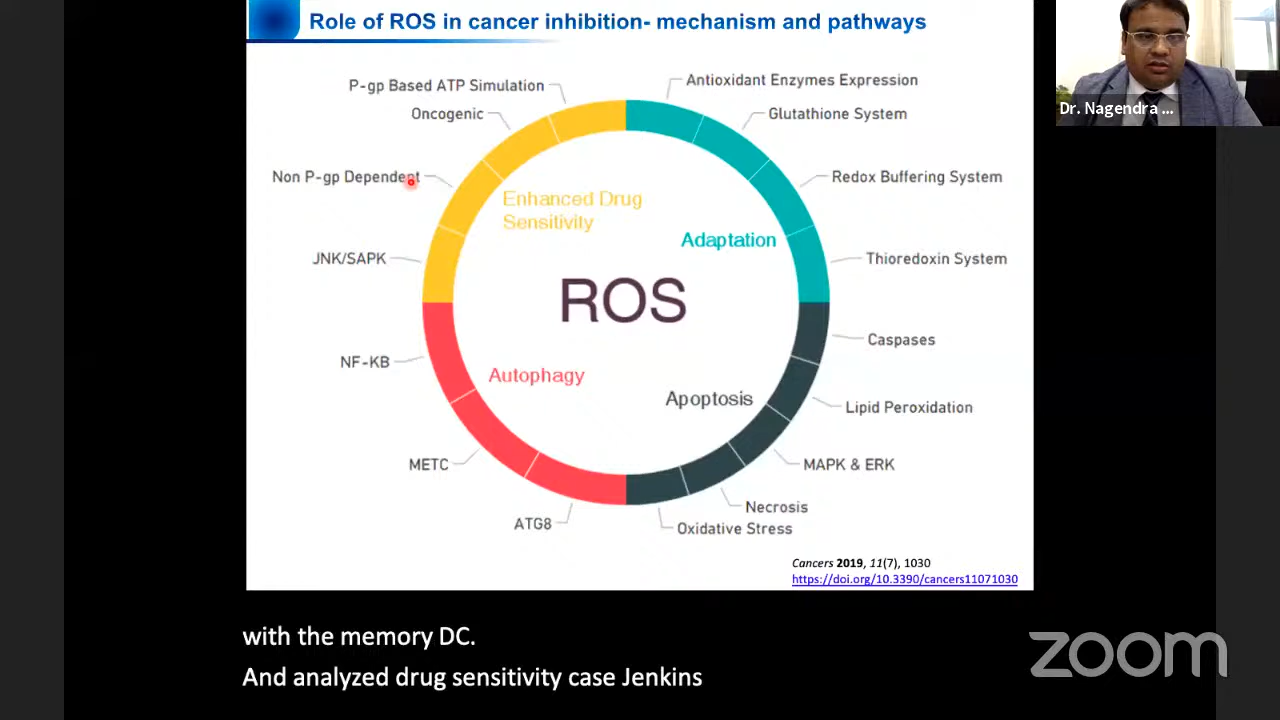 Role of ROS in cancer inhibition- mechanism and pathways
Dr. Nagendra ...
P-gp Based ATP Simulation
Antioxidant Enzymes Expression
Oncogenic
Glutathione System
Non P-gp Dependent
Redox Buffering System
Enhanced Drug
Sensitivity
Adaptation
JNK/SAPK
Thioredoxin System
ROS
Caspases
NF-KB
Autophagy
Apoptosis
Lipid Peroxidation
METC
MAPK & ERK
Necrosis
ATG8
Oxidative Stress
Cancers 2019, 11(7), 1030
https://doi.org/10.3390/cancers11071030
with the memory DC.
And analyzed drug sensitivity case Jenkins
zoom